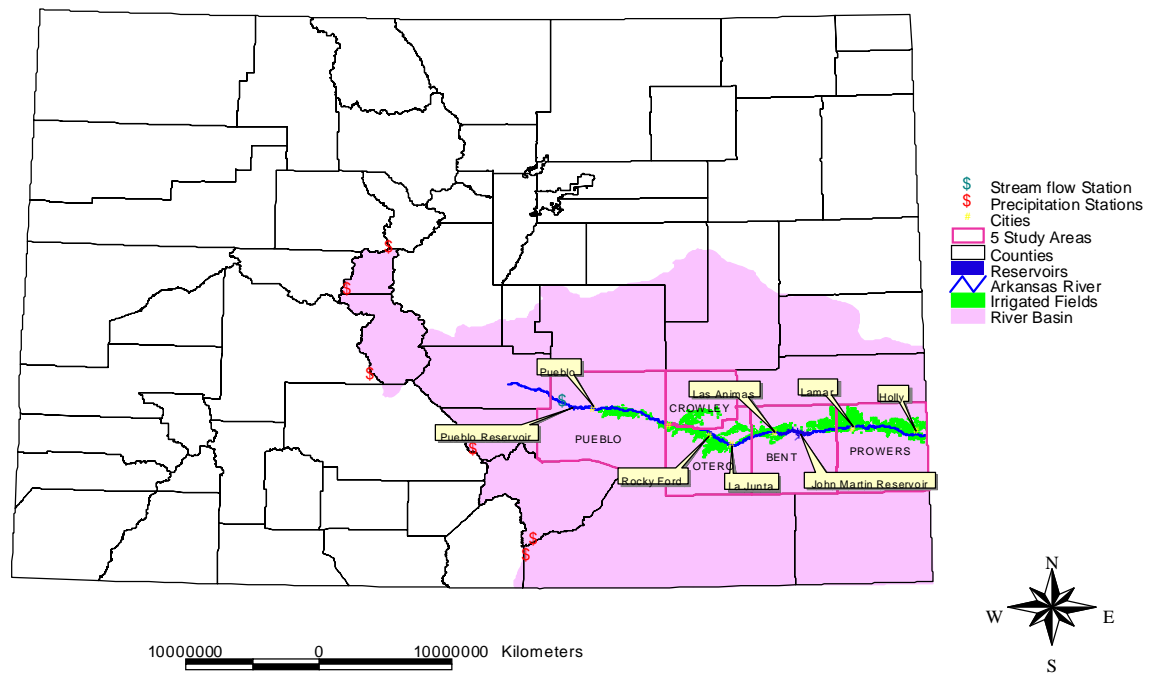 $ Stream flow Station
$ Precipitation Stations
Cities
5 Study Areas
Counties
Reservoirs
Arkansas River
Irrigated Fields
River Basin
$
$
$
$
$
$
$
Pueblo
Las Animas
Lamar
Holly
CROWLEY
Pueblo Reservoir
PUEBLO
OTERO
BENT
PROWERS
Rocky Ford
La Junta
John Martin Reservoir
N
W E
S
10000000 0 10000000 Kilometers